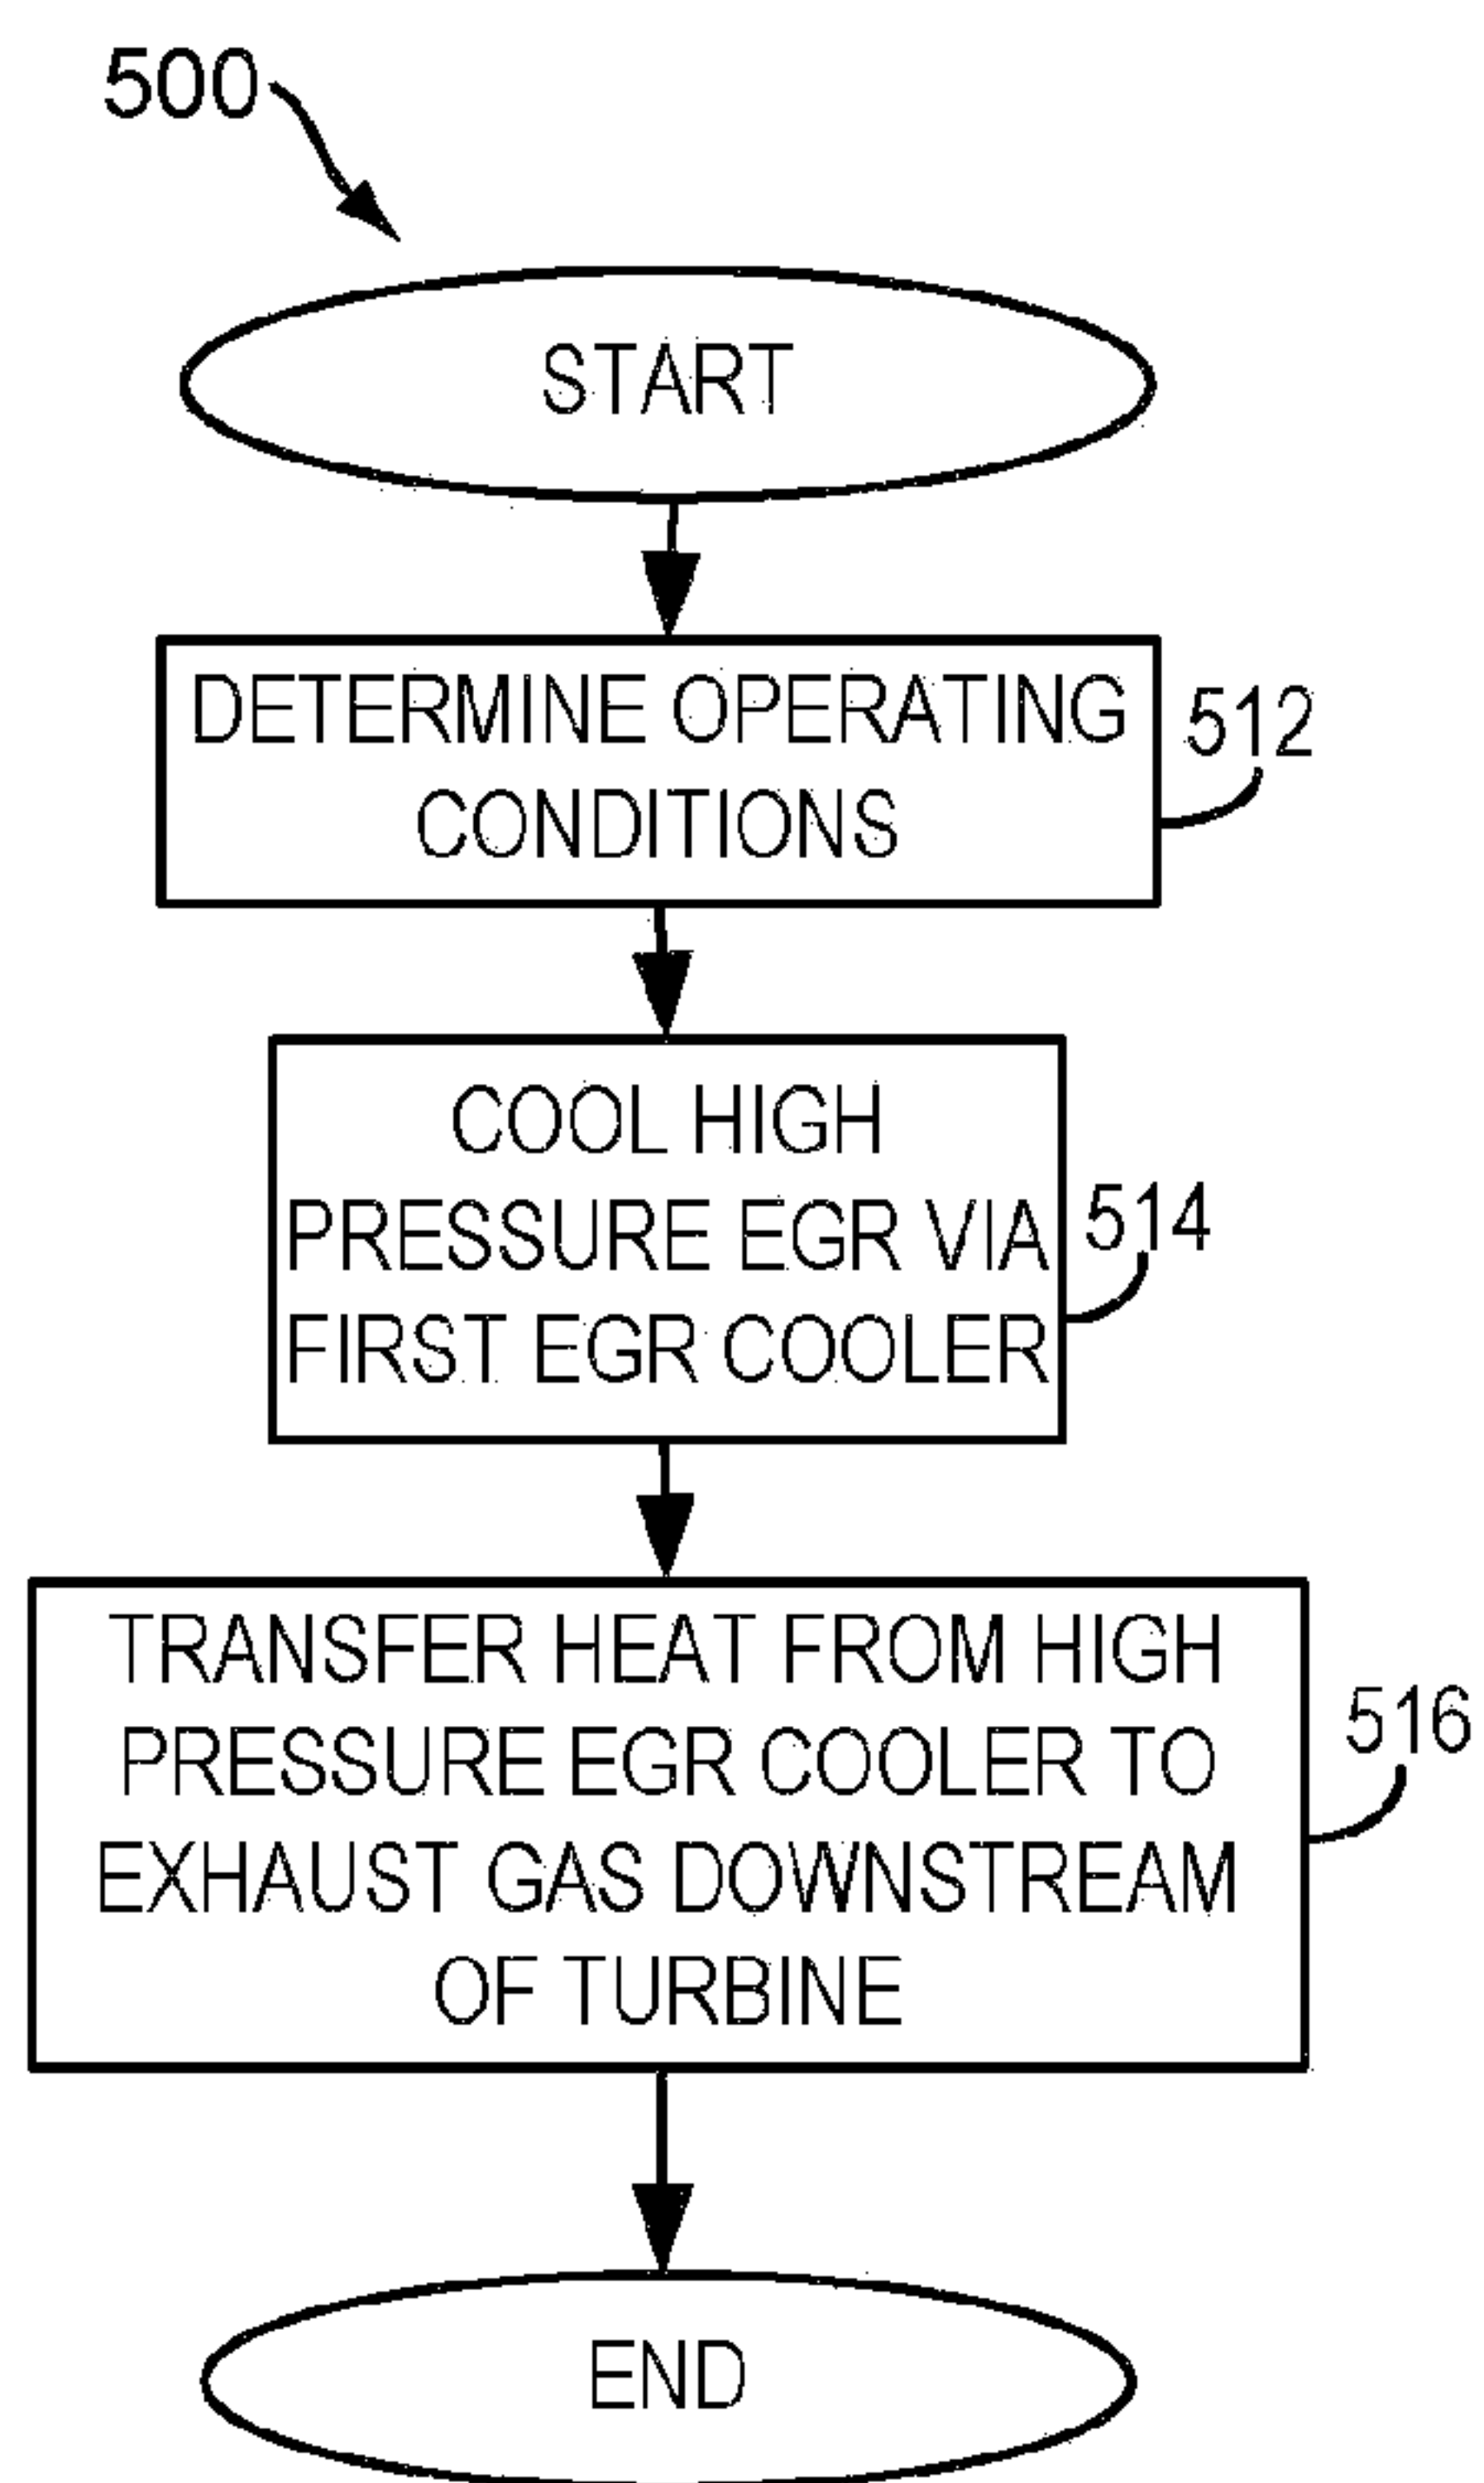 500
START
DETERMINE OPERATING
CONDITIONS
512
COOL HIGH
PRESSURE EGR VIA
FIRST EGR COOLER
514
TRANSFER HEAT FROM HIGH
PRESSURE EGR COOLER TO
EXHAUST GAS DOWNSTREAM
OF TURBINE
516
END